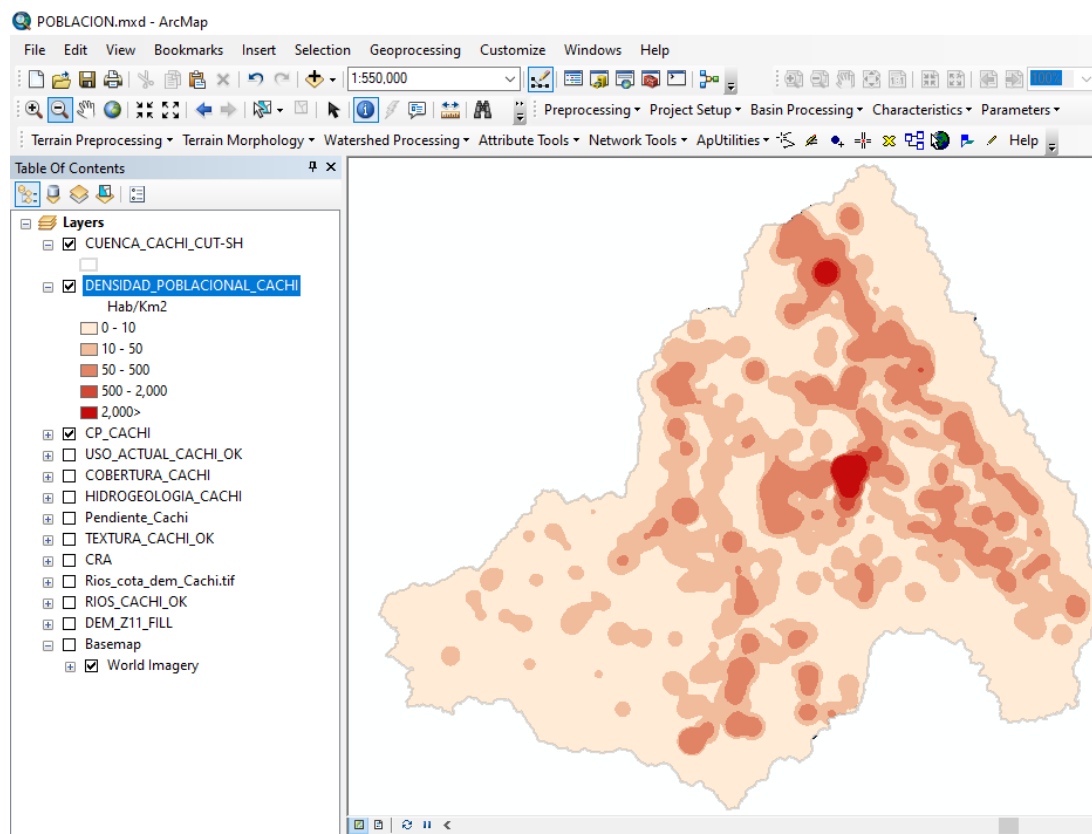 POBLACION.mxd - ArcMap
File Edit View Bookmarks Insert Selection Geoprocessing Customize Windows Help
1:550,000 100%
Preprocessing Project Setup Basin Processing Characteristics Parameters
Terrain Preprocessing Terrain Morphology Watershed Processing Attribute Tools Network Tools ApUtilities Help
Table Of Contents
Layers
CUENCA_CACHI_CUT-SH
DENSIDAD_POBLACIONAL_CACHI
Hab/Km2
0 - 10
10 - 50
50 - 500
500 - 2,000
2,000>
CP_CACHI
USO_ACTUAL_CACHI_OK
COBERTURA_CACHI
HIDROGEOLOGIA_CACHI
Pendiente_Cachi
TEXTURA_CACHI_OK
CRA
Rios_cota_dem_Cachi.tif
RIOS_CACHI_OK
DEM_Z11_FILL
Basemap
World Imagery